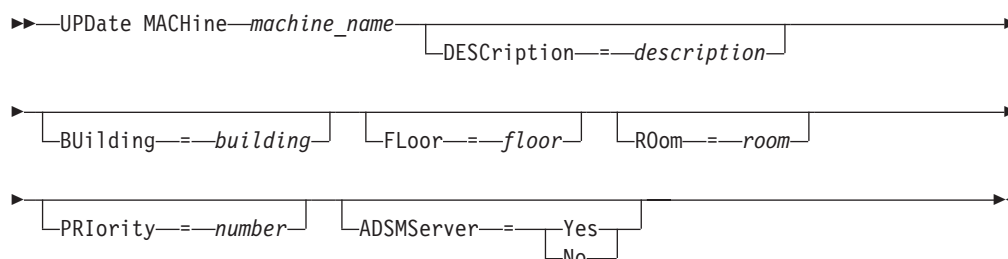 UPDate MACHine machine_name
DESCription = description
BUilding = building FLoor = floor ROom = room
PRIority = number ADSMServer = Yes
No